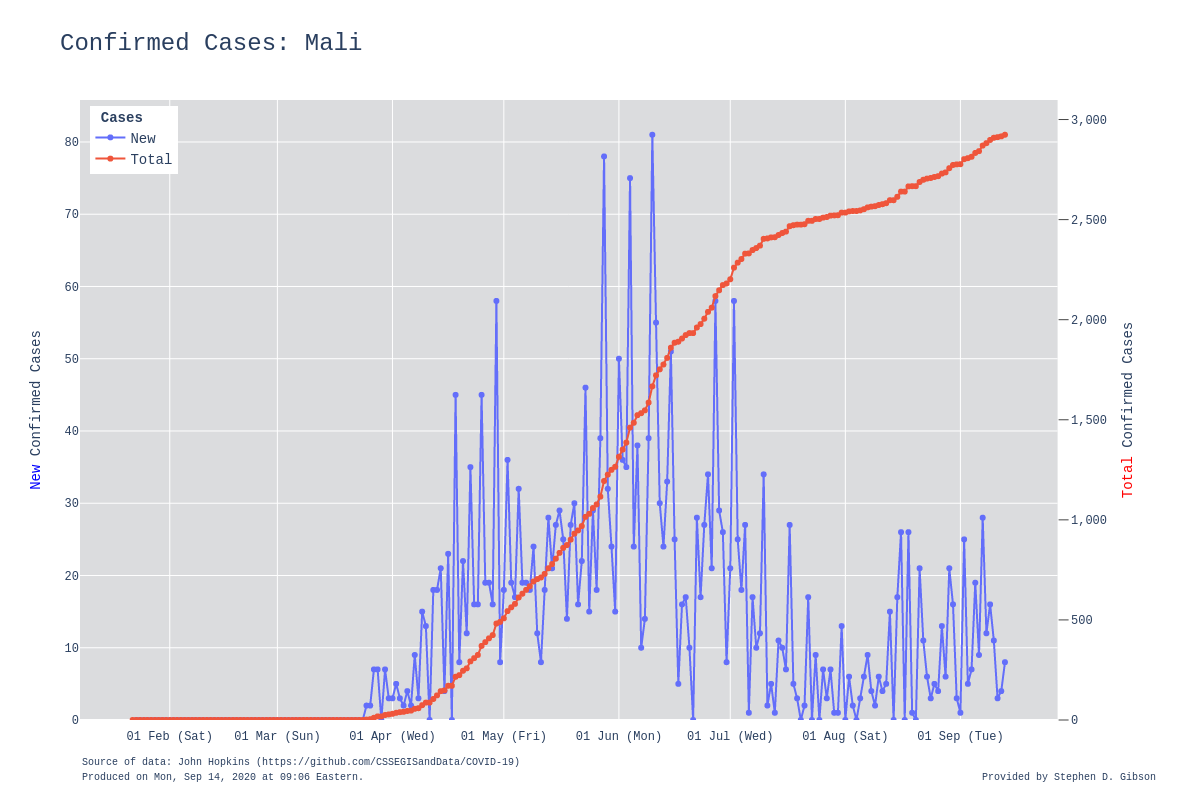 Confirmed Cases: Mali
Cases
New
Total
80
70
60
50
40
30
20
10
0
3,000
2,500
2,000
1,500
1,000
500
0
New Confirmed Cases
Total Confirmed Cases
01 Feb (Sat)
01 Mar (Sun)
01 Apr (Wed)
01 May (Fri)
01 Jun (Mon)
01 Jul (Wed)
01 Aug (Sat)
01 Sep (Tue)
Source of data: John Hopkins (https://github.com/CSSEGISandData/COVID-19)
Produced on Mon, Sep 14, 2020 at 09:06 Eastern.
Provided by Stephen D. Gibson